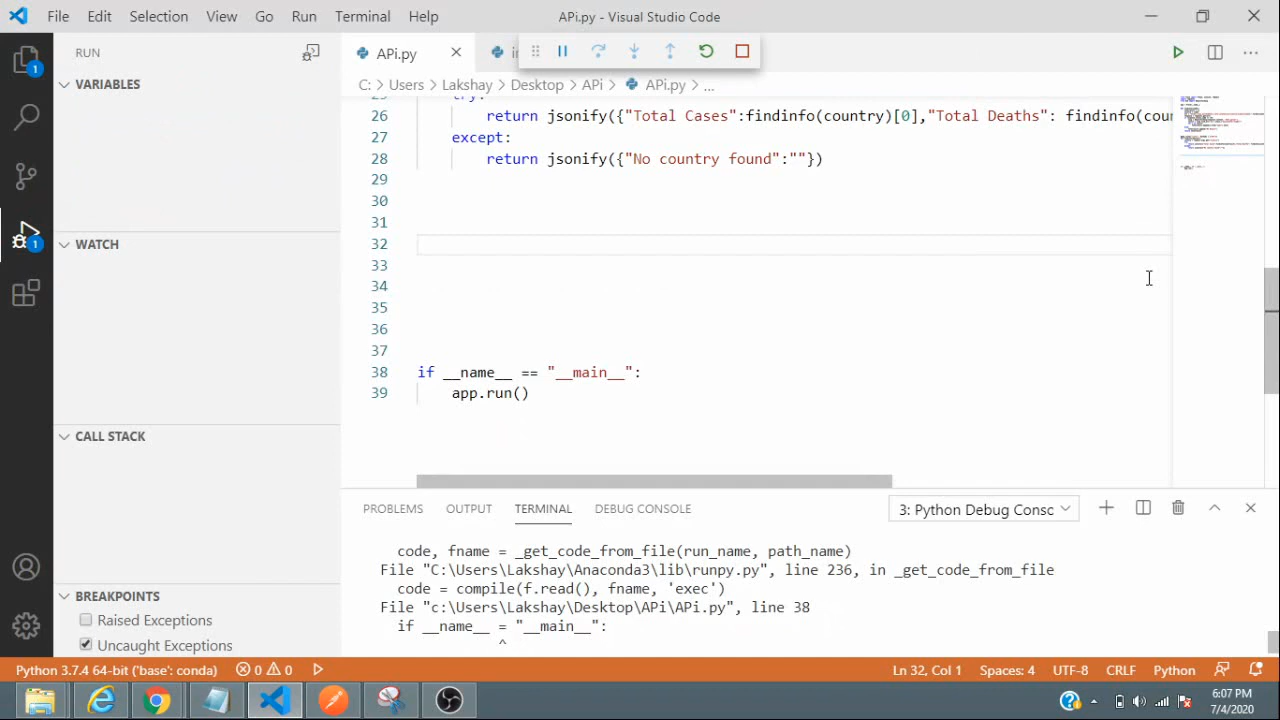 File Edit Selection View Go Run Terminal Help
APi.py - Visual Studio Code
RUN
APi.py
C: > Users > Lakshay > Desktop > APi > APi.py > ...
1
VARIABLES
26 return jsonify({"Total Cases":findinfo(country)[0],"Total Deaths": findinfo(cou
27 except:
28 return jsonify({"No country found":""})
29
30
31
1
WATCH
32
33
34
35
36
37
38 if __name__ == "__main__":
39 app.run()
CALL STACK
PROBLEMS OUTPUT TERMINAL DEBUG CONSOLE
3: Python Debug Consc
code, fname = _get_code_from_file(run_name, path_name)
File "C:\Users\Lakshay\Anaconda3\lib\runpy.py", line 236, in _get_code_from_file
code = compile(f.read(), fname, 'exec')
File "c:\Users\Lakshay\Desktop\APi\APi.py", line 38
if __name__ = "__main__":
^
BREAKPOINTS
Raised Exceptions
Uncaught Exceptions
Python 3.7.4 64-bit ('base': conda) 0 0
Ln 32, Col 1 Spaces: 4 UTF-8 CRLF Python
6:07 PM
7/4/2020